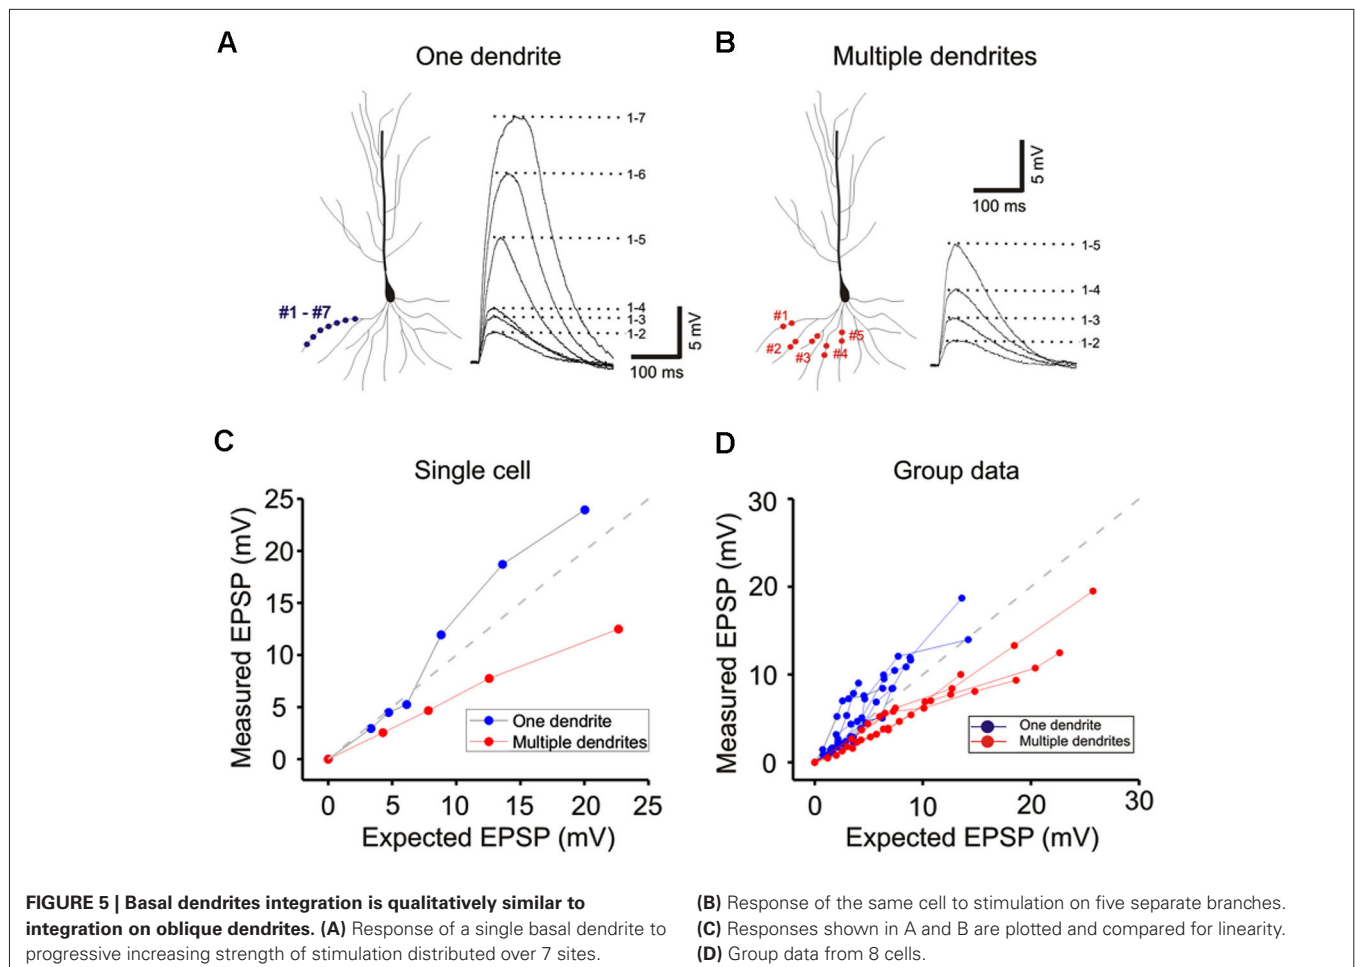 A
One dendrite
1-7
1-6
1-5
1-4
1-3
1-2
#1 - #7
5 mV
100 ms
B
Multiple dendrites
5 mV
100 ms
1-5
1-4
1-3
1-2
#1
#2
#3
#4
#5
C
Single cell
Measured EPSP (mV)
25
20
15
10
5
0
0 5 10 15 20 25
Expected EPSP (mV)
One dendrite
Multiple dendrites
D
Group data
Measured EPSP (mV)
30
20
10
0
0 10 20 30
Expected EPSP (mV)
One dendrite
Multiple dendrites
FIGURE 5 | Basal dendrites integration is qualitatively similar to
integration on oblique dendrites. (A) Response of a single basal dendrite to
progressive increasing strength of stimulation distributed over 7 sites.
(B) Response of the same cell to stimulation on five separate branches.
(C) Responses shown in A and B are plotted and compared for linearity.
(D) Group data from 8 cells.